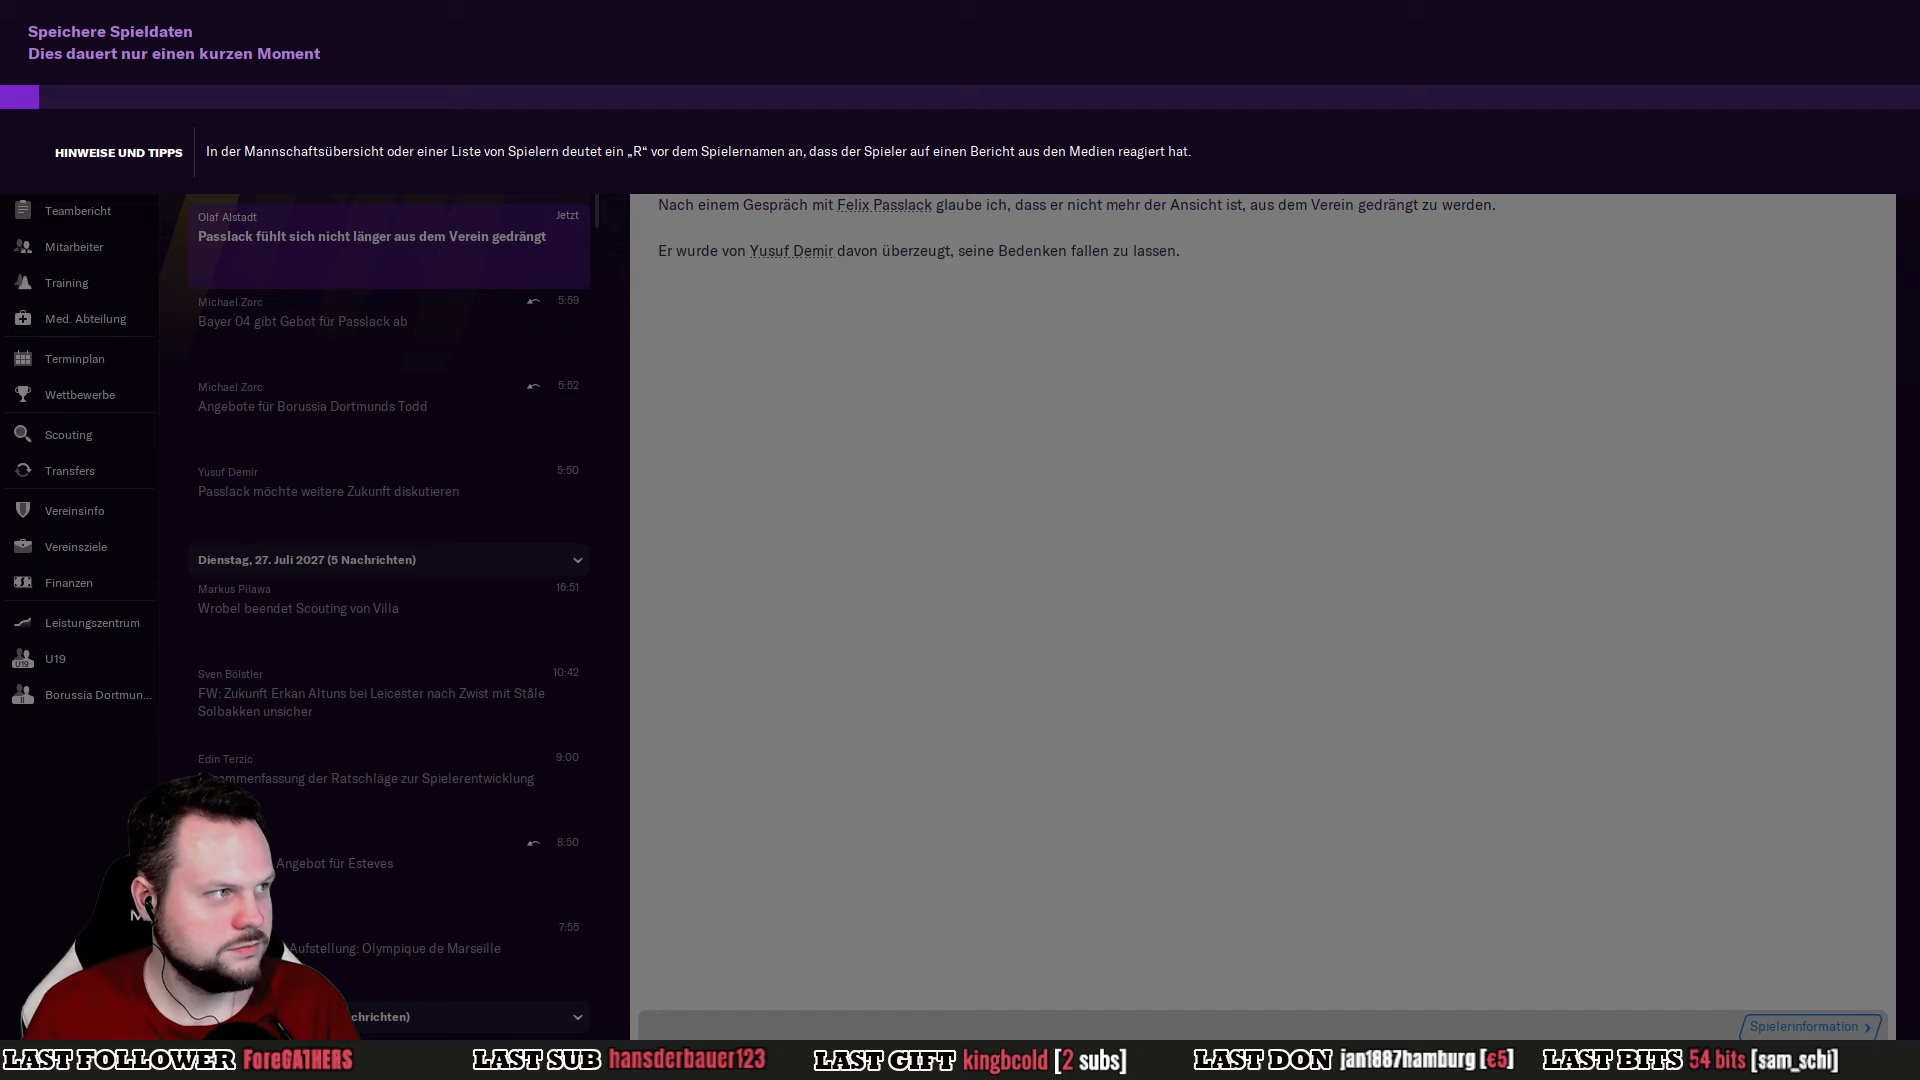 Speichere Spieldaten
Dies dauert nur einen kurzen Moment
HINWEISE UND TIPPS
In der Mannschaftsübersicht oder einer Liste von Spielern deutet ein „R“ vor dem Spielernamen an, dass der Spieler auf einen Bericht aus den Medien reagiert hat.
Teambericht
Mitarbeiter
Training
Med. Abteilung
Terminplan
Wettbewerbe
Scouting
Transfers
Vereinsinfo
Vereinsziele
Finanzen
Leistungszentrum
U19
Borussia Dortmun...
Olaf Alstadt
Jetzt
Passlack fühlt sich nicht länger aus dem Verein gedrängt
Michael Zorc
5:59
Bayer 04 gibt Gebot für Passlack ab
Michael Zorc
5:52
Angebote für Borussia Dortmunds Todd
Yusuf Demir
5:50
Passlack möchte weitere Zukunft diskutieren
Dienstag, 27. Juli 2027 (5 Nachrichten)
Markus Pilawa
16:51
Wrobel beendet Scouting von Villa
Sven Bölstler
10:42
FW: Zukunft Erkan Altuns bei Leicester nach Zwist mit Ståle
Solbakken unsicher
Edin Terzic
9:00
ommenfassung der Ratschläge zur Spielerentwicklung
8:50
Angebot für Esteves
7:55
Aufstellung: Olympique de Marseille
chrichten)
Nach einem Gespräch mit Felix Passlack glaube ich, dass er nicht mehr der Ansicht ist, aus dem Verein gedrängt zu werden.
Er wurde von Yusuf Demir davon überzeugt, seine Bedenken fallen zu lassen.
Spielerinformation
LAST FOLLOWER ForeGATHERS
LAST SUB hansderbauer123
LAST GIFT kingbcold [2 subs]
LAST DON jan1887hamburg [€5]
LAST BITS 54 bits [sam_schi]